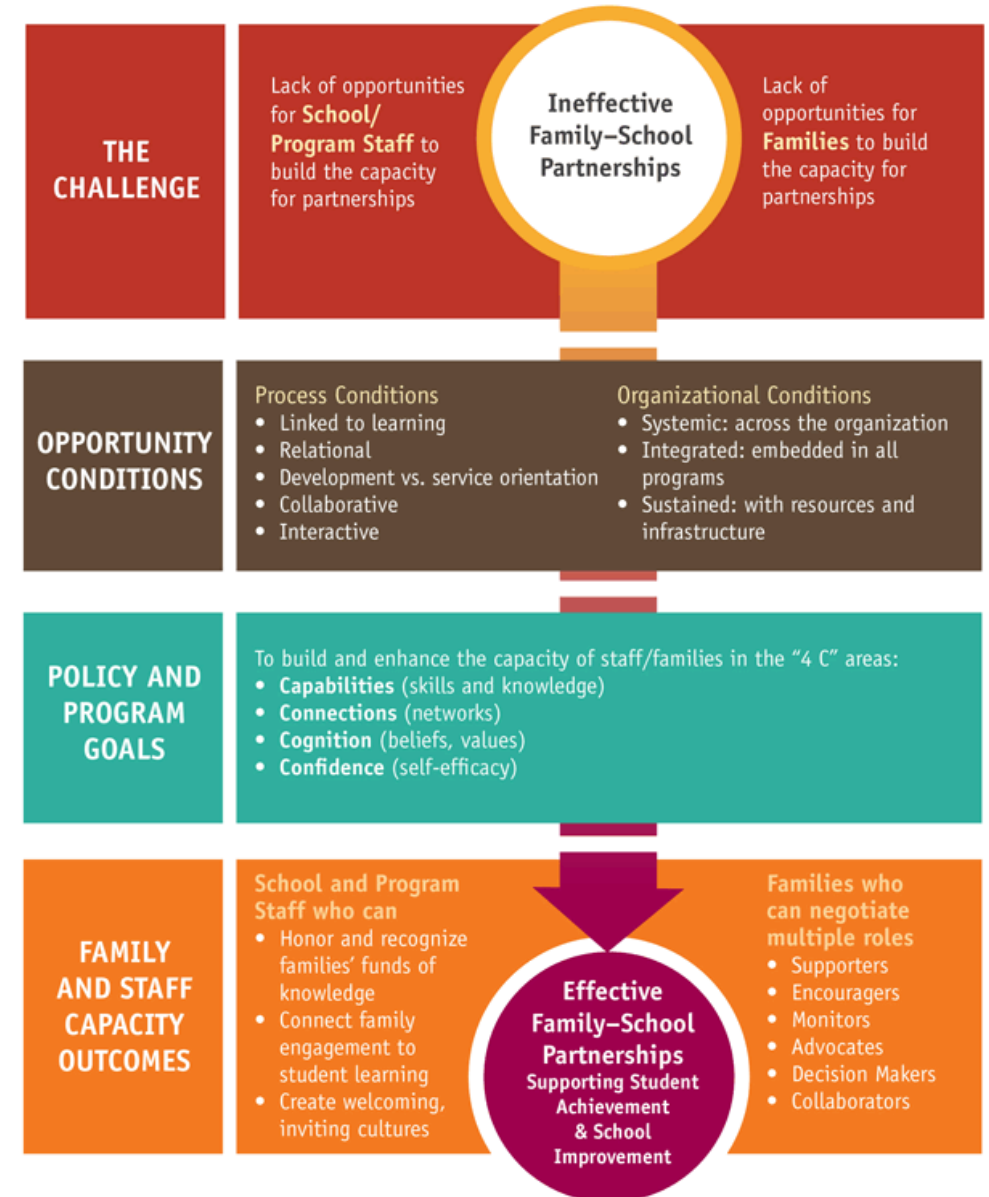 THE
CHALLENGE
Lack of opportunities
for School/
Program Staff to
build the capacity
for partnerships
Ineffective
Family–School
Partnerships
Lack of
opportunities for
Families to build
the capacity for
partnerships
OPPORTUNITY
CONDITIONS
Process Conditions
• Linked to learning
• Relational
• Development vs. service orientation
• Collaborative
• Interactive
Organizational Conditions
• Systemic: across the organization
• Integrated: embedded in all
programs
• Sustained: with resources and
infrastructure
POLICY AND
PROGRAM
GOALS
To build and enhance the capacity of staff/families in the “4 C” areas:
• Capabilities (skills and knowledge)
• Connections (networks)
• Cognition (beliefs, values)
• Confidence (self-efficacy)
FAMILY
AND STAFF
CAPACITY
OUTCOMES
School and Program
Staff who can
• Honor and recognize
families’ funds of
knowledge
• Connect family
engagement to
student learning
• Create welcoming,
inviting cultures
Effective
Family–School
Partnerships
Supporting Student
Achievement
& School
Improvement
Families who
can negotiate
multiple roles
• Supporters
• Encouragers
• Monitors
• Advocates
• Decision Makers
• Collaborators